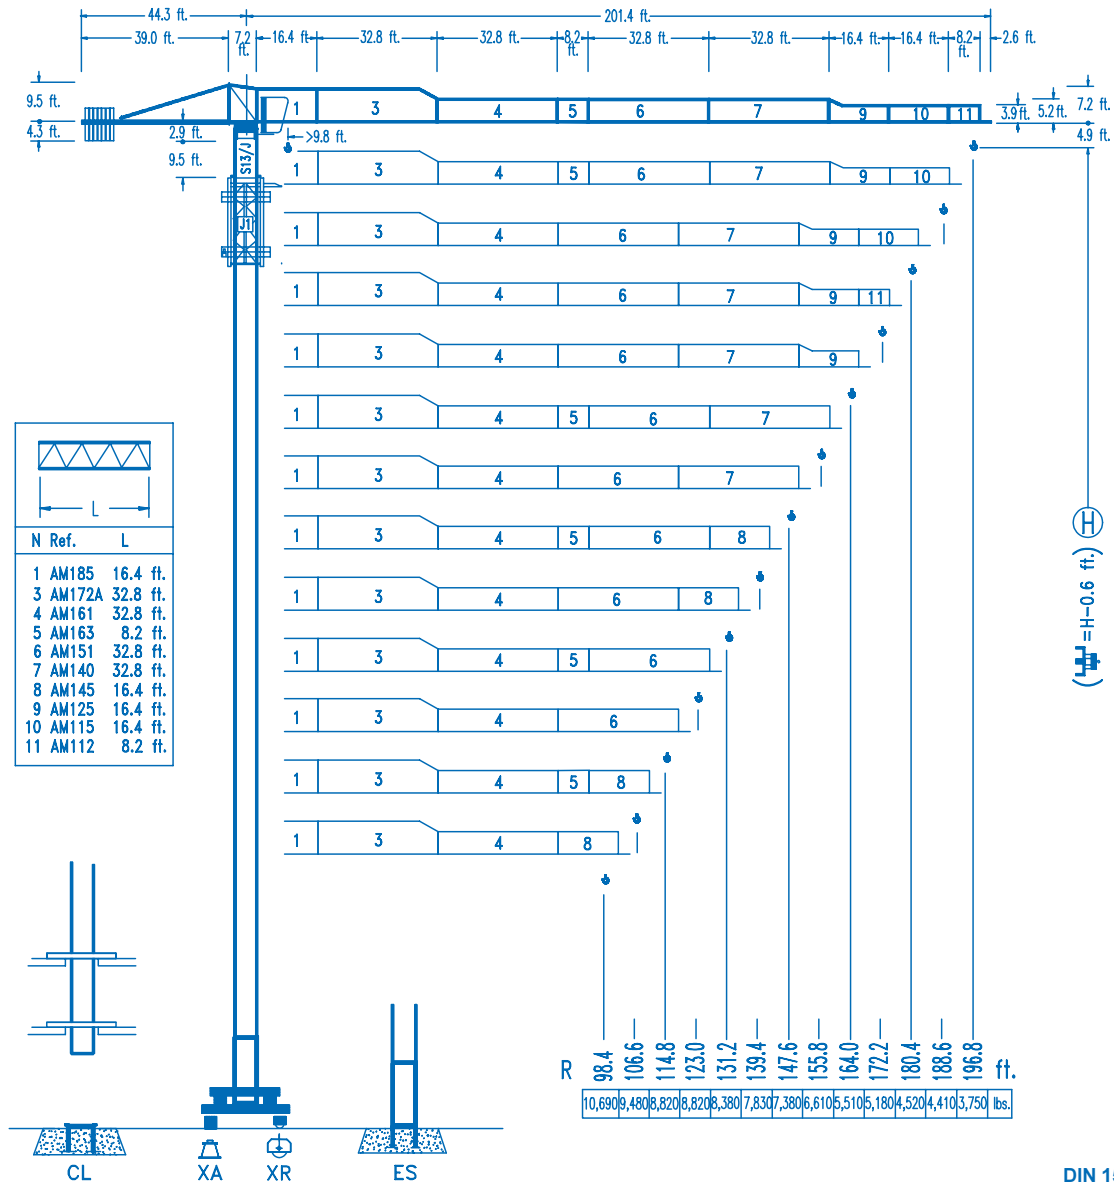 44.3 ft. 201.4 ft.
39.0 ft. 7.2 ft. 16.4 ft. 32.8 ft. 32.8 ft. 8.2 ft. 32.8 ft. 32.8 ft. 16.4 ft. 16.4 ft. 8.2 ft. 2.6 ft.
9.5 ft. 1 3 4 5 6 7 9 10 11 3.9 ft. 5.2 ft. 7.2 ft.
4.3 ft. 2.9 ft. >9.8 ft. 4.9 ft.
9.5 ft. S13/J 1 3 4 5 6 7 9 10
J1 1 3 4 6 7 9 10
1 3 4 6 7 9 11
1 3 4 6 7 9
1 3 4 5 6 7
1 3 4 6 7
1 3 4 5 6 8
1 3 4 6 8
1 3 4 5 6
1 3 4 6
1 3 4 5 8
1 3 4 8
H
( =H-0.6 ft.)
L
N Ref. L
1 AM185 16.4 ft.
3 AM172A 32.8 ft.
4 AM161 32.8 ft.
5 AM163 8.2 ft.
6 AM151 32.8 ft.
7 AM140 32.8 ft.
8 AM145 16.4 ft.
9 AM125 16.4 ft.
10 AM115 16.4 ft.
11 AM112 8.2 ft.
R 98.4 106.6 114.8 123.0 131.2 139.4 147.6 155.8 164.0 172.2 180.4 188.6 196.8 ft.
10,690 9,480 8,820 8,820 8,380 7,830 7,380 6,610 5,510 5,180 4,520 4,410 3,750 lbs.
CL XA XR ES
DIN 15